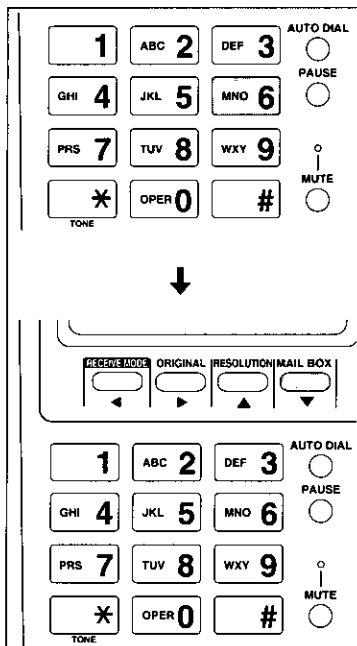 AUTO DIAL
1 ABC 2 DEF 3
PAUSE
GHI 4 JKL 5 MNO 6
PRS 7 TUV 8 WXY 9
MUTE
* OPER 0 #
TONE
RECEIVE MODE ORIGINAL RESOLUTION MAIL BOX
AUTO DIAL
1 ABC 2 DEF 3
PAUSE
GHI 4 JKL 5 MNO 6
PRS 7 TUV 8 WXY 9
MUTE
* OPER 0 #
TONE